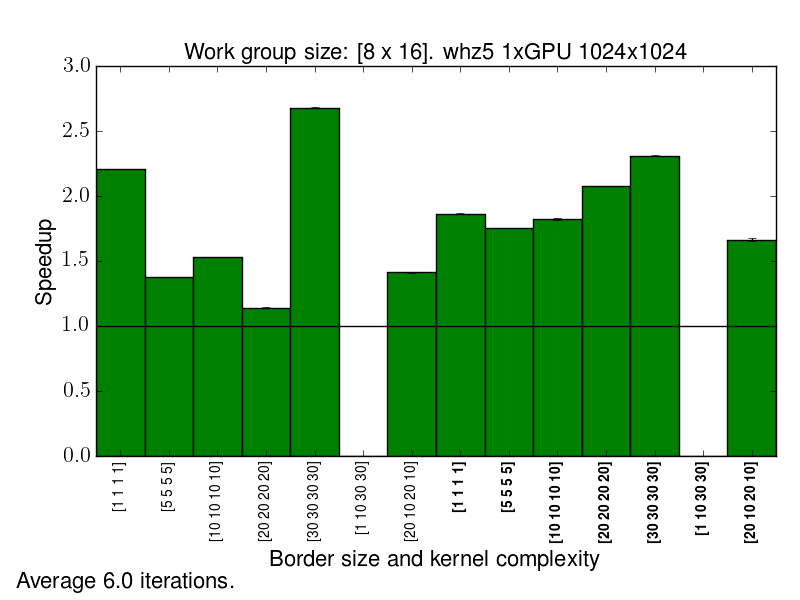 Work group size: [8 x 16]. whz5 1xGPU 1024x1024
3.0
2.5
2.0
1.5
1.0
0.5
0.0
Speedup
[1 1 1 1]
[5 5 5 5]
[10 10 10 10]
[20 20 20 20]
[30 30 30 30]
[1 10 30 30]
[20 10 20 10]
[1 1 1 1]
[5 5 5 5]
[10 10 10 10]
[20 20 20 20]
[30 30 30 30]
[1 10 30 30]
[20 10 20 10]
Border size and kernel complexity
Average 6.0 iterations.